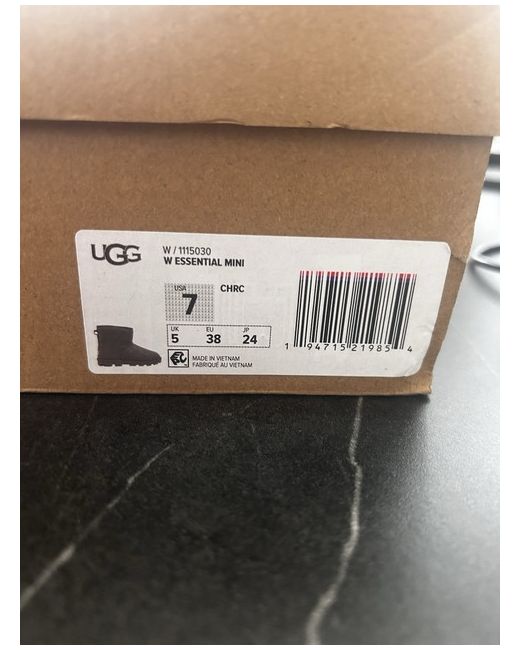 UGG
W / 1115030
W ESSENTIAL MINI
USA
7
CHRC
UK EU JP
5 38 24
MADE IN VIETNAM
FABRIQUÉ AU VIETNAM
1 94715 21985 4